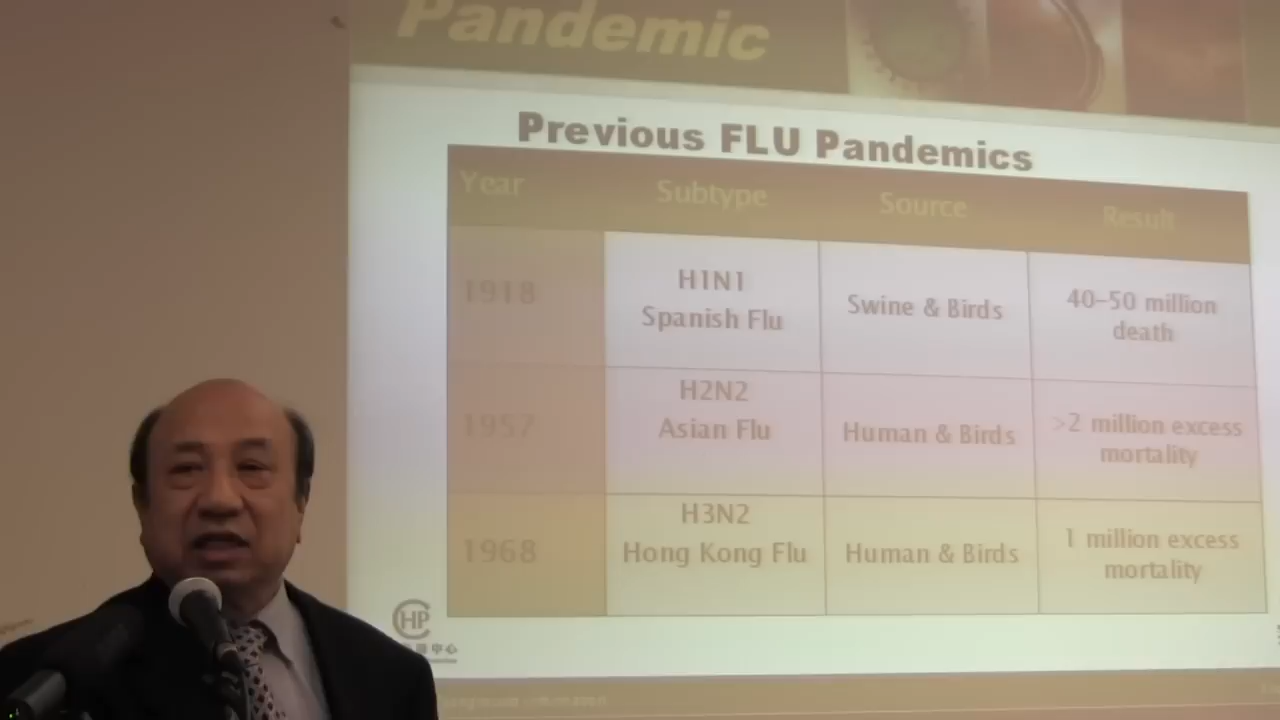 Pandemic
Previous FLU Pandemics
Year Subtype Source Result
1918 H1N1 Spanish Flu Swine & Birds 40–50 million death
1957 H2N2 Asian Flu Human & Birds >2 million excess mortality
1968 H3N2 Hong Kong Flu Human & Birds 1 million excess mortality
CHP
中心